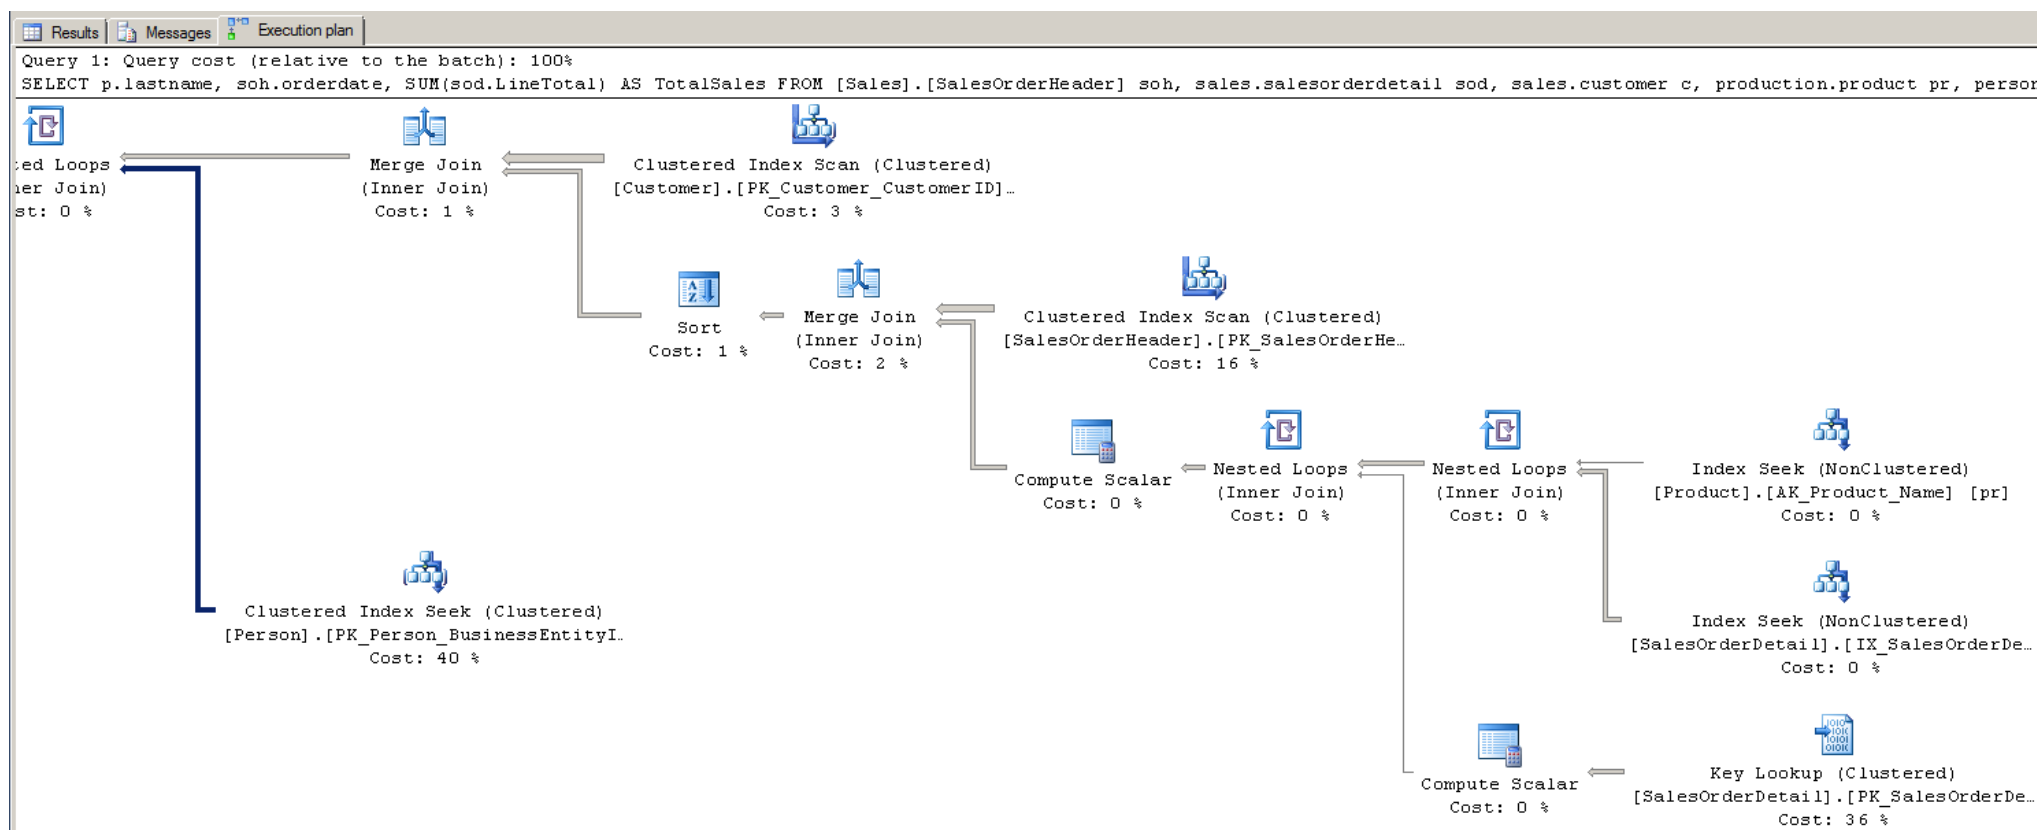 Results Messages Execution plan
Query 1: Query cost (relative to the batch): 100%
SELECT p.lastname, soh.orderdate, SUM(sod.LineTotal) AS TotalSales FROM [Sales].[SalesOrderHeader] soh, sales.salesorderdetail sod, sales.customer c, production.product pr, person
ted Loops
ner Join)
st: 0 %
Merge Join
(Inner Join)
Cost: 1 %
Clustered Index Scan (Clustered)
[Customer].[PK_Customer_CustomerID]…
Cost: 3 %
Sort
Cost: 1 %
Merge Join
(Inner Join)
Cost: 2 %
Clustered Index Scan (Clustered)
[SalesOrderHeader].[PK_SalesOrderHe…
Cost: 16 %
Compute Scalar
Cost: 0 %
Nested Loops
(Inner Join)
Cost: 0 %
Nested Loops
(Inner Join)
Cost: 0 %
Index Seek (NonClustered)
[Product].[AK_Product_Name] [pr]
Cost: 0 %
Clustered Index Seek (Clustered)
[Person].[PK_Person_BusinessEntityI…
Cost: 40 %
Index Seek (NonClustered)
[SalesOrderDetail].[IX_SalesOrderDe…
Cost: 0 %
Compute Scalar
Cost: 0 %
Key Lookup (Clustered)
[SalesOrderDetail].[PK_SalesOrderDe…
Cost: 36 %